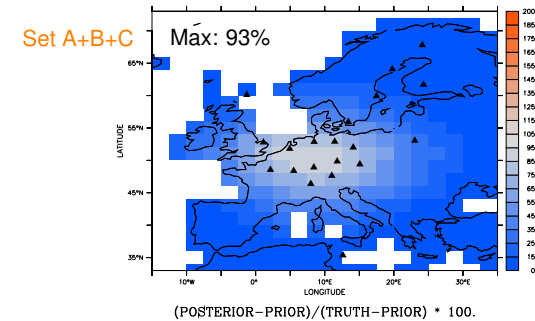 Set A+B+C
Max: 93%
200
185
175
165
155
145
135
125
115
105
95
85
75
65
55
45
35
25
15
0
65°N
55°N
45°N
35°N
LATITUDE
10°W
0°
10°E
20°E
30°E
LONGITUDE
(POSTERIOR-PRIOR)/(TRUTH-PRIOR) * 100.